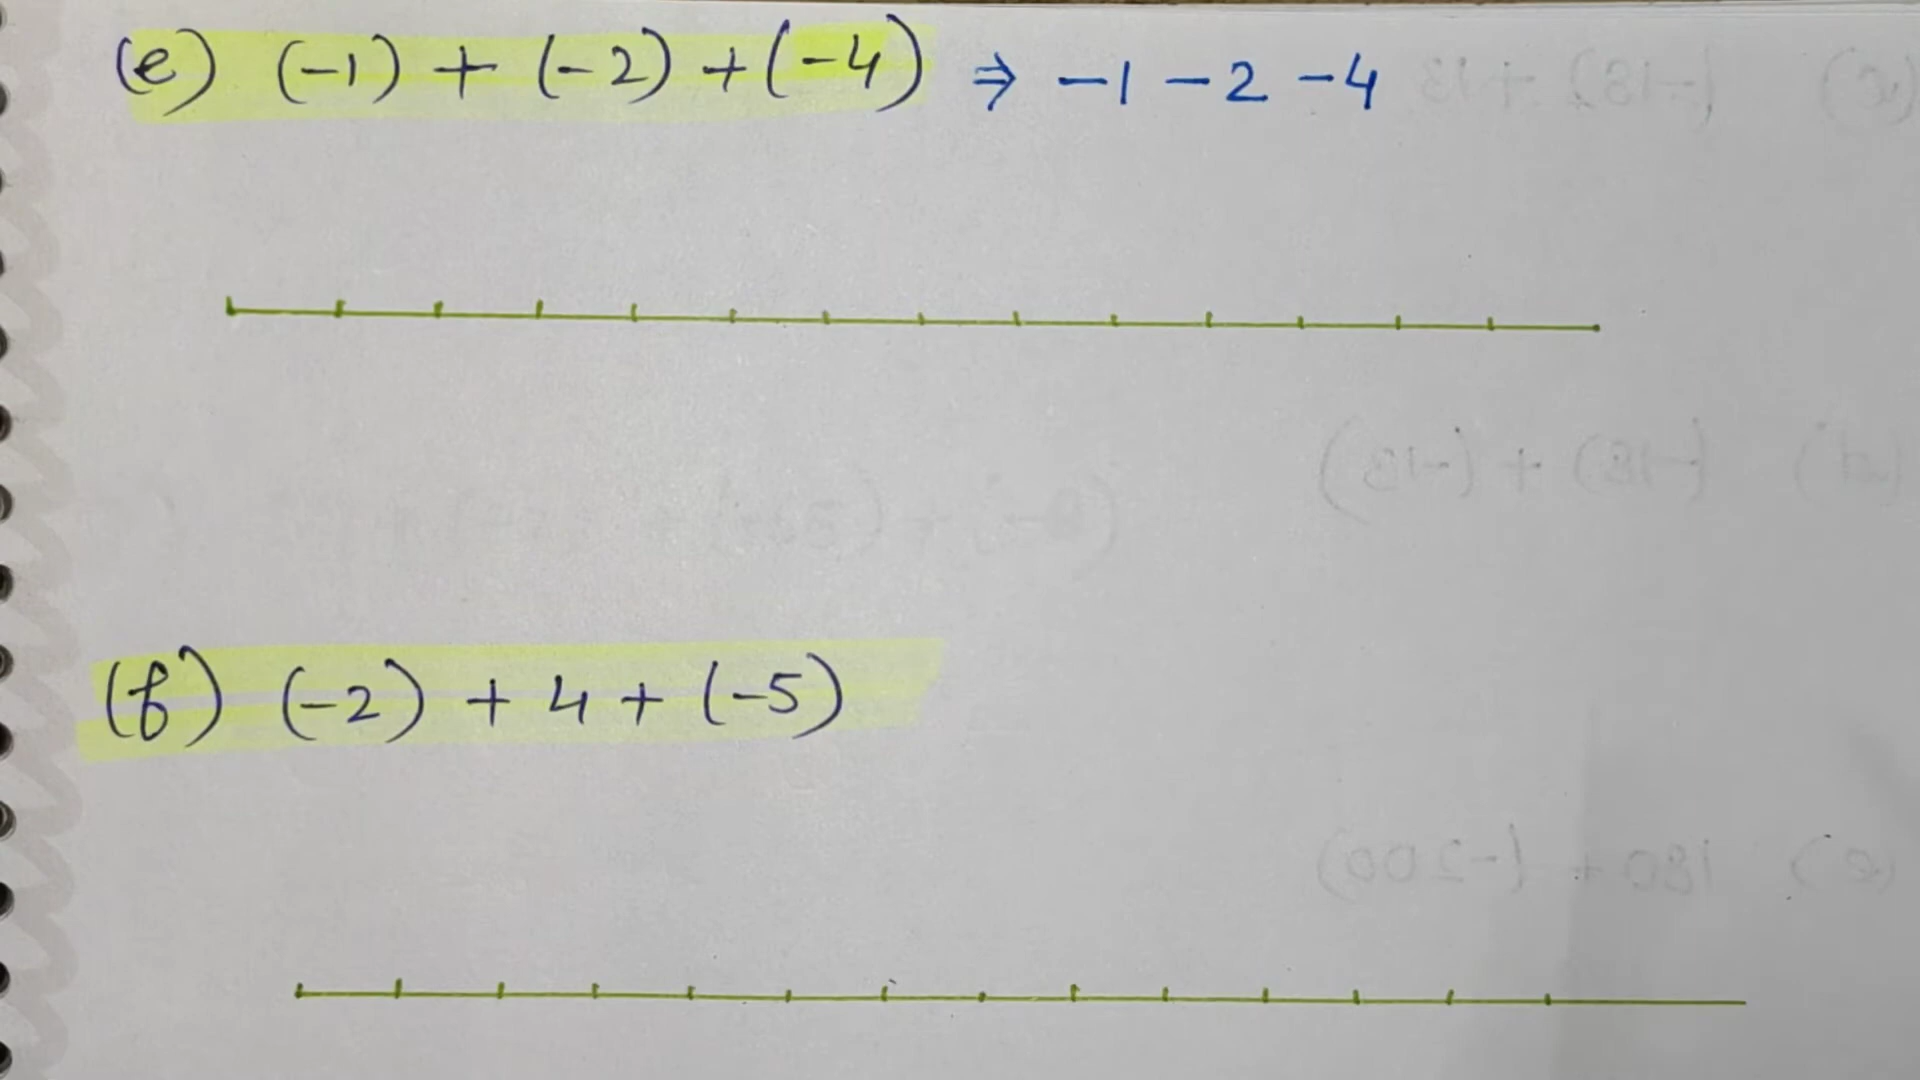 (e) (-1) + (-2) + (-4) ⇒ -1 -2 -4
(f) (-2) + 4 + (-5)